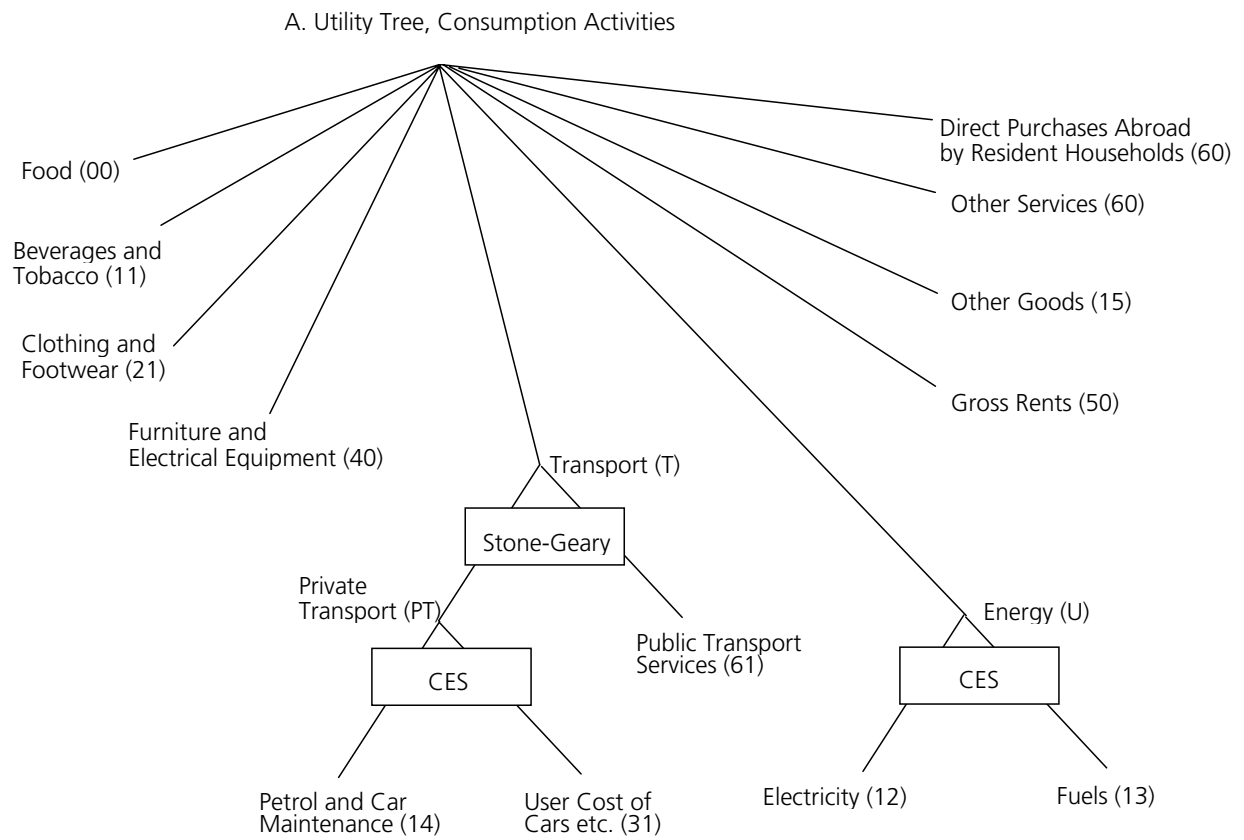 A. Utility Tree, Consumption Activities
Food (00)
Beverages and
Tobacco (11)
Clothing and
Footwear (21)
Furniture and
Electrical Equipment (40)
Direct Purchases Abroad
by Resident Households (60)
Other Services (60)
Other Goods (15)
Gross Rents (50)
Transport (T)
Stone-Geary
Private
Transport (PT)
Public Transport
Services (61)
CES
Petrol and Car
Maintenance (14)
User Cost of
Cars etc. (31)
Energy (U)
CES
Electricity (12)
Fuels (13)